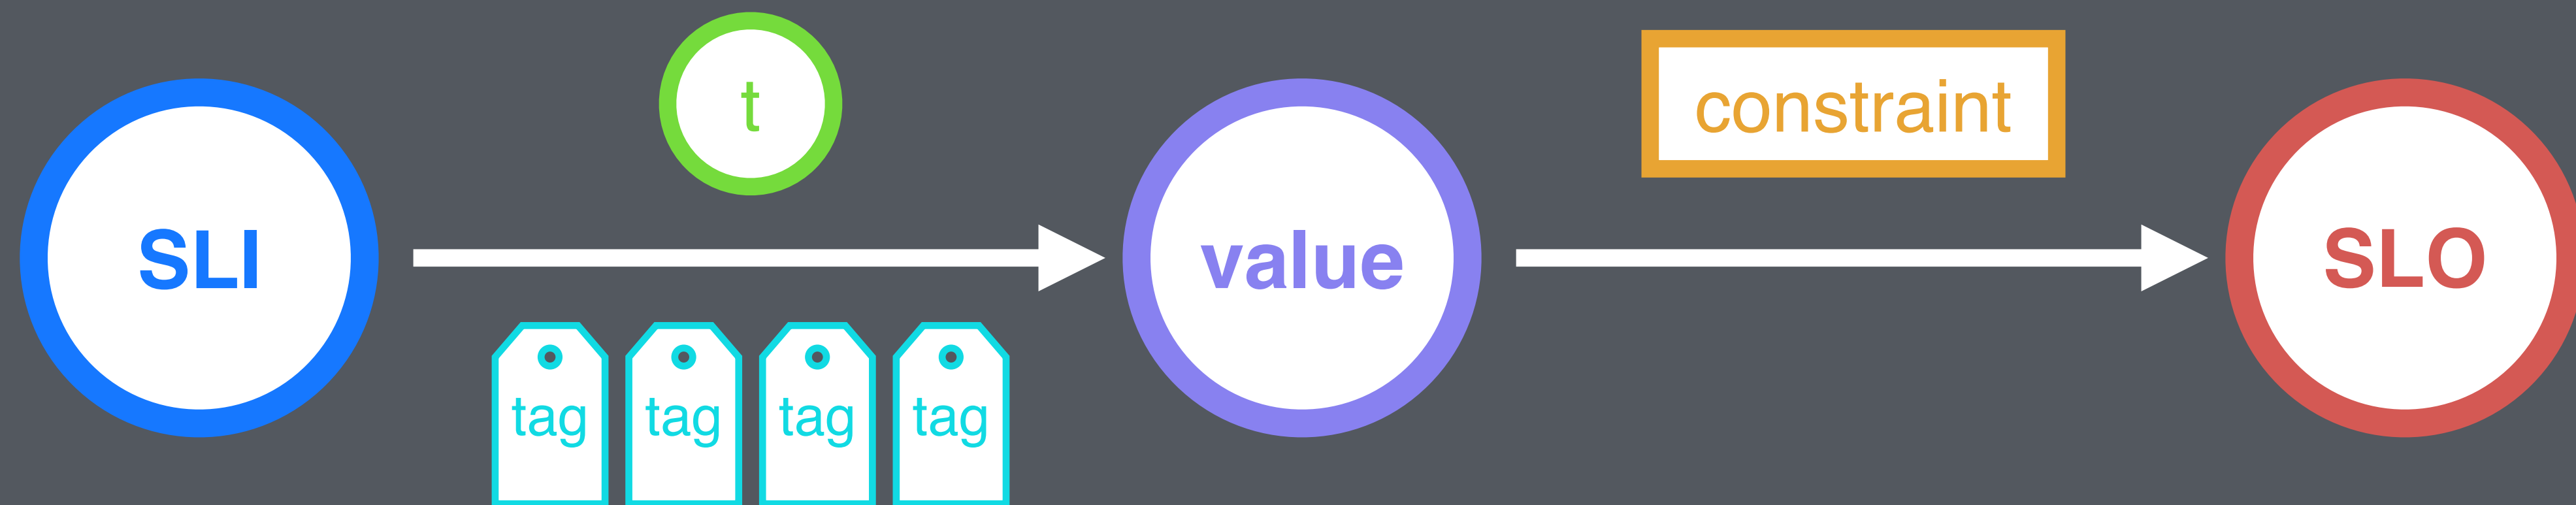 t
constraint
SLI
value
SLO
tag tag tag tag